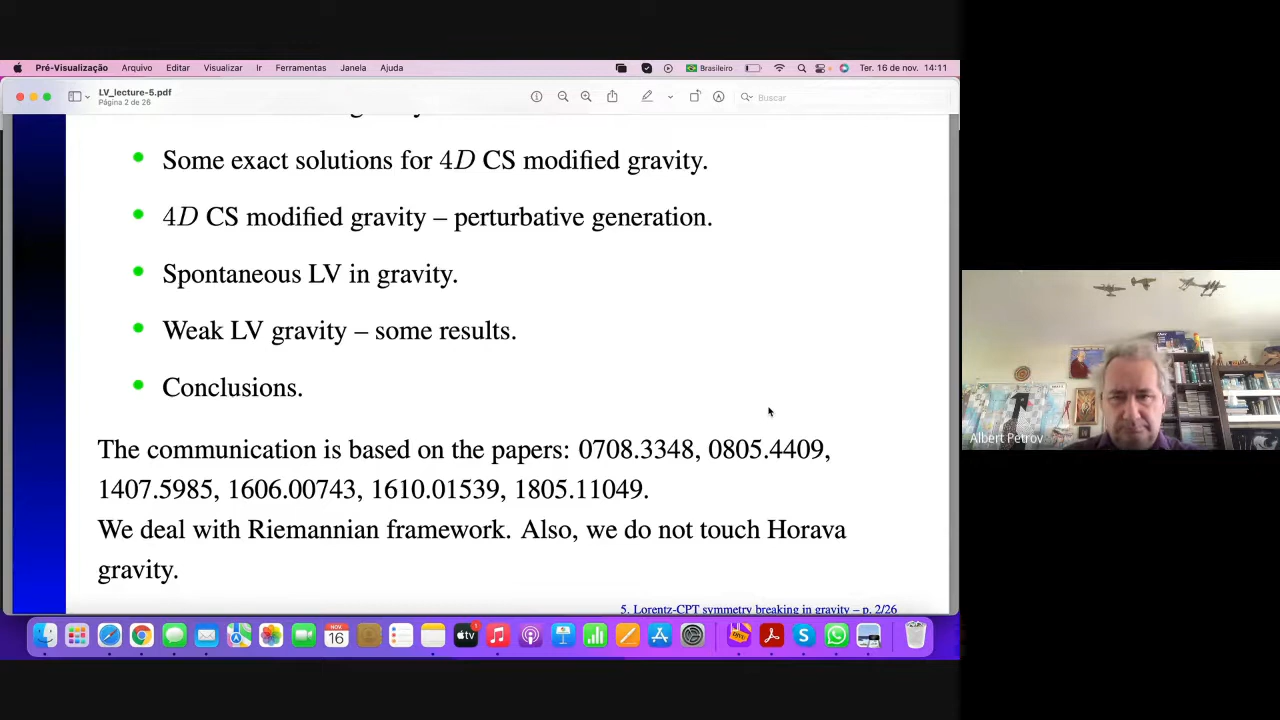 Pré-Visualização Arquivo Editar Visualizar Ir Ferramentas Janela Ajuda Brasileiro Ter. 16 de nov. 14:11
LV_lecture-5.pdf
Página 2 de 26
Buscar
Some exact solutions for 4D CS modified gravity.
4D CS modified gravity – perturbative generation.
Spontaneous LV in gravity.
Weak LV gravity – some results.
Conclusions.
The communication is based on the papers: 0708.3348, 0805.4409,
1407.5985, 1606.00743, 1610.01539, 1805.11049.
We deal with Riemannian framework. Also, we do not touch Horava
gravity.
5. Lorentz-CPT symmetry breaking in gravity – p. 2/26
Albert Petrov
NOV
16
tv
1